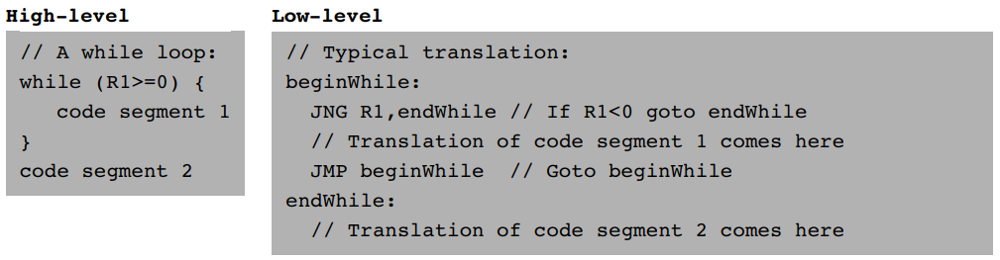 High-level
// A while loop:
while (R1>=0) {
   code segment 1
}
code segment 2
Low-level
// Typical translation:
beginWhile:
  JNG R1,endWhile // If R1<0 goto endWhile
  // Translation of code segment 1 comes here
  JMP beginWhile  // Goto beginWhile
endWhile:
  // Translation of code segment 2 comes here